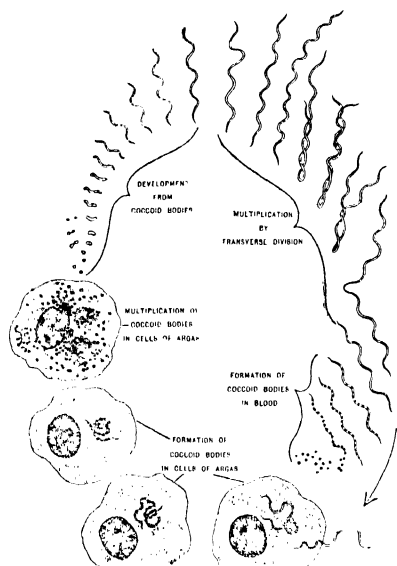 DEVELOPMENT
FROM
COCCOID BODIES
MULTIPLICATION
BY
TRANSVERSE DIVISION
MULTIPLICATION OF
COCCOID BODIES
IN CELLS OF ARGAS
FORMATION OF
COCCOID BODIES
IN BLOOD
FORMATION OF
COCCOID BODIES
IN CELLS OF ARGAS